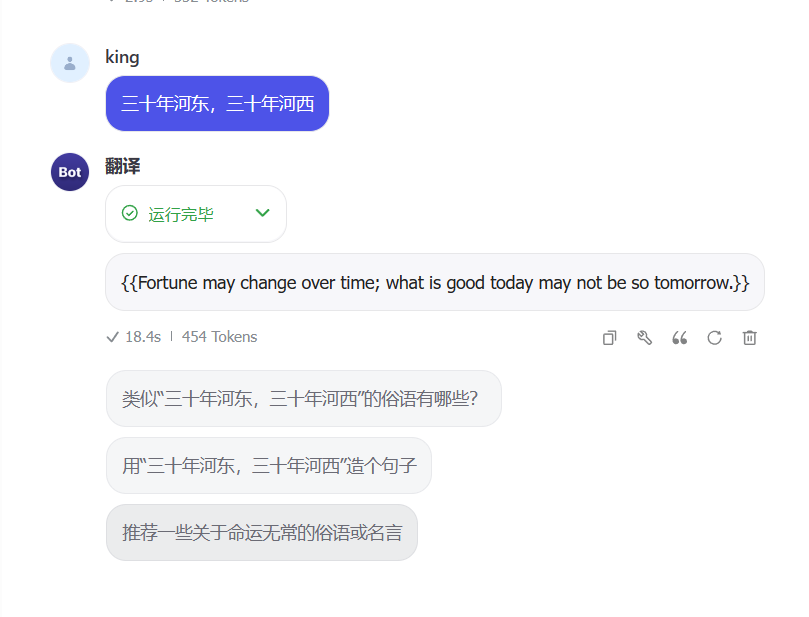 king
三十年河东，三十年河西
Bot
翻译
运行完毕
{{Fortune may change over time; what is good today may not be so tomorrow.}}
18.4s | 454 Tokens
类似“三十年河东，三十年河西”的俗语有哪些？
用“三十年河东，三十年河西”造个句子
推荐一些关于命运无常的俗语或名言